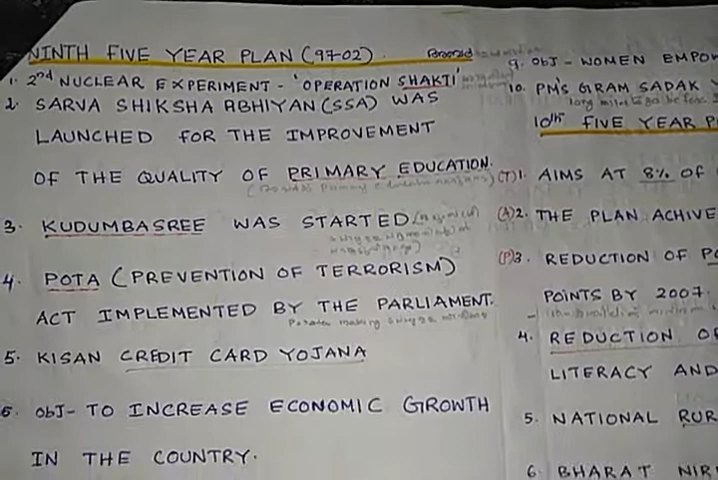 NINTH FIVE YEAR PLAN (97-02)
1. 2nd NUCLEAR EXPERIMENT - 'OPERATION SHAKTI'
2. SARVA SHIKSHA ABHIYAN (SSA) WAS
LAUNCHED FOR THE IMPROVEMENT
OF THE QUALITY OF PRIMARY EDUCATION.
3. KUDUMBASREE WAS STARTED
4. POTA (PREVENTION OF TERRORISM)
ACT IMPLEMENTED BY THE PARLIAMENT.
5. KISAN CREDIT CARD YOJANA
6. ObJ- TO INCREASE ECONOMIC GROWTH
IN THE COUNTRY.
9. ObJ - WOMEN EMPOW
10. PM'S GRAM SADAK Y
10th FIVE YEAR P
(T) 1. AIMS AT 8% OF
(A) 2. THE PLAN ACHIVE
(P) 3. REDUCTION OF PO
POINTS BY 2007.
4. REDUCTION OF
LITERACY AND
5. NATIONAL RUR
6. BHARAT NIR